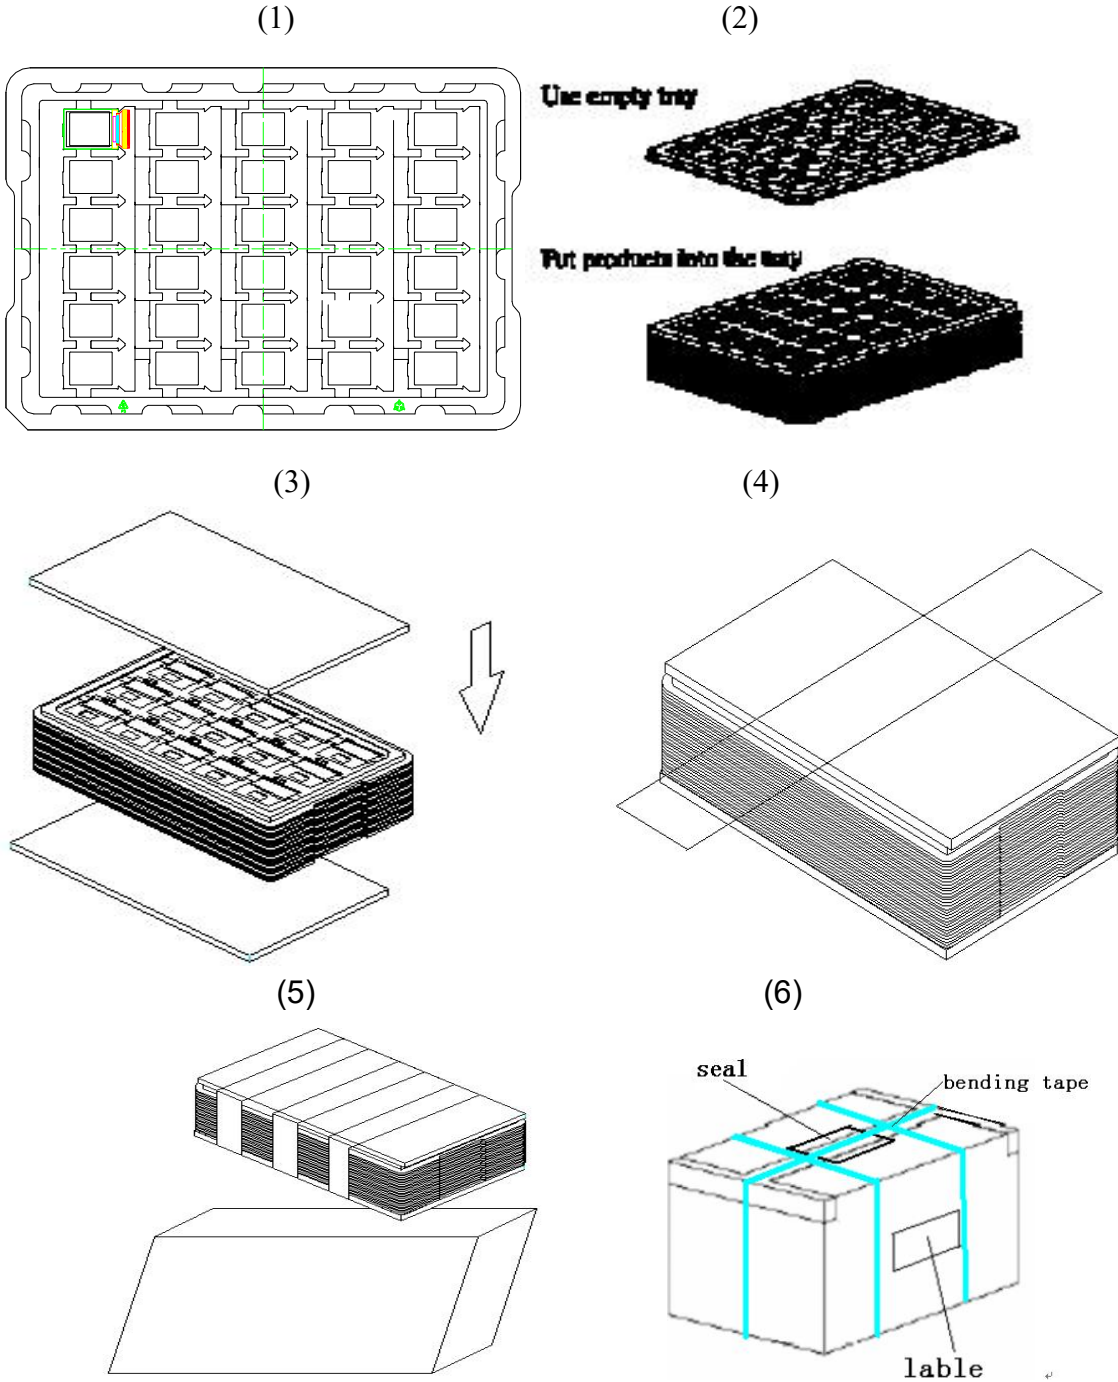 (1)
(2)
Use empty tray
Put products into the tray
(3)
(4)
(5)
(6)
seal
bending tape
lable